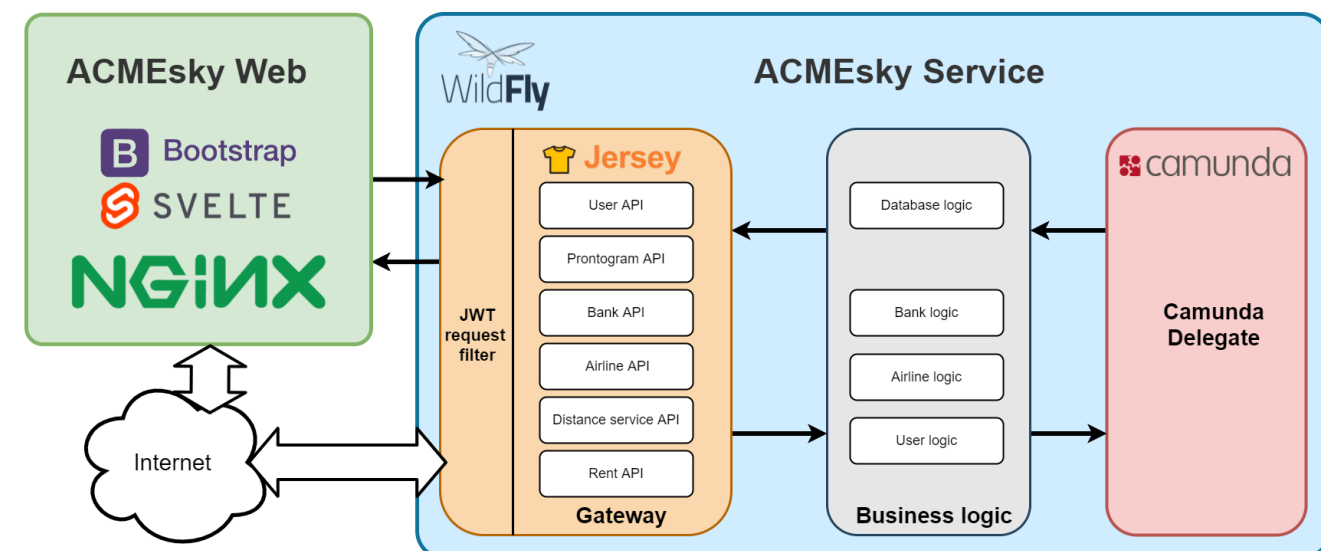 ACMEsky Web
B Bootstrap
SVELTE
NGINX
Internet
WildFly
ACMEsky Service
JWT
request
filter
Jersey
User API
Prontogram API
Bank API
Airline API
Distance service API
Rent API
Gateway
Database logic
Bank logic
Airline logic
User logic
Business logic
camunda
Camunda
Delegate